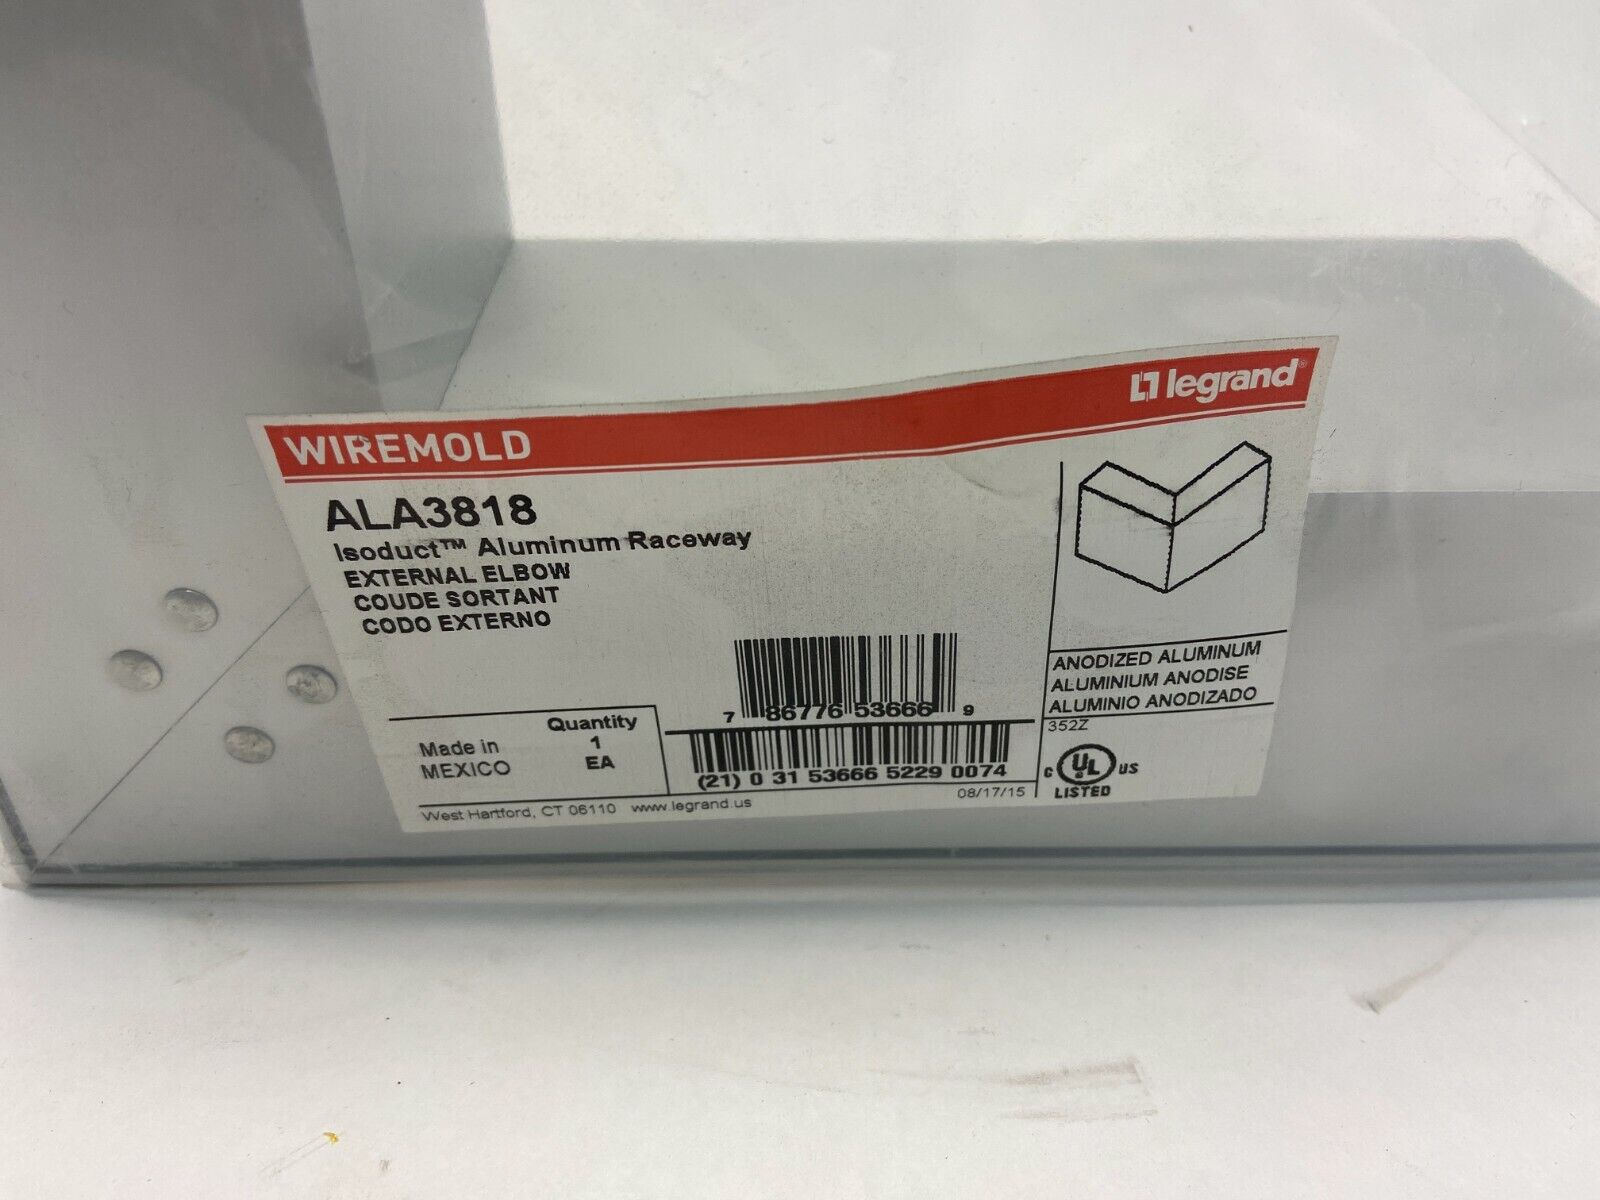 WIREMOLD
legrand®
ALA3818
Isoduct™ Aluminum Raceway
EXTERNAL ELBOW
COUDE SORTANT
CODO EXTERNO
7 86776 53666 9
ANODIZED ALUMINUM
ALUMINIUM ANODISE
ALUMINIO ANODIZADO
352Z
Made in
MEXICO
Quantity
1
EA
(21) 0 31 53666 5229 0074
C UL US
LISTED
08/17/15
West Hartford, CT 06110 www.legrand.us